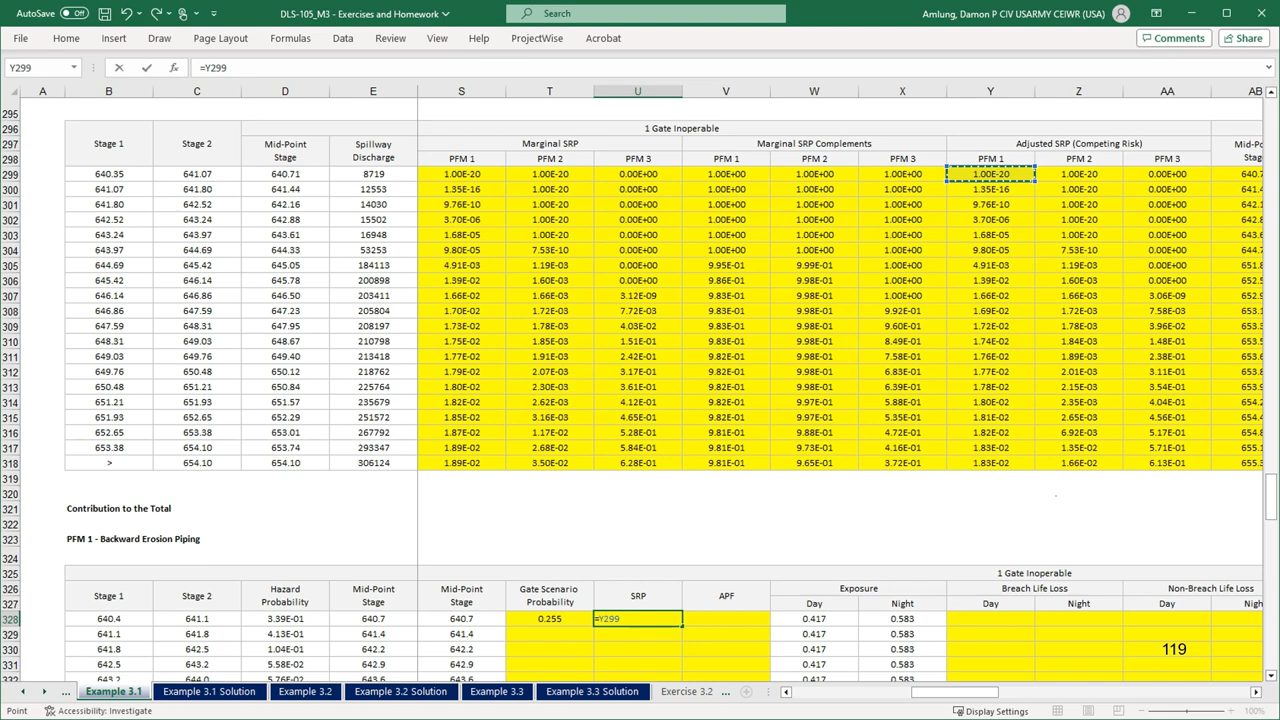 AutoSave Off DLS-105_M3 - Exercises and Homework Search Amlung, Damon P CIV USARMY CEIWR (USA)
File Home Insert Draw Page Layout Formulas Data Review View Help ProjectWise Acrobat Comments Share
Y299 fx =Y299
A B C D E S T U V W X Y Z AA AB
295
296 1 Gate Inoperable
297 Stage 1 Stage 2 Mid-Point Stage Spillway Discharge Marginal SRP Marginal SRP Complements Adjusted SRP (Competing Risk) Mid-Po
298 PFM 1 PFM 2 PFM 3 PFM 1 PFM 2 PFM 3 PFM 1 PFM 2 PFM 3 Stag
299 640.35 641.07 640.71 8719 1.00E-20 1.00E-20 0.00E+00 1.00E+00 1.00E+00 1.00E+00 1.00E-20 1.00E-20 0.00E+00 640.7
300 641.07 641.80 641.44 12553 1.35E-16 1.00E-20 0.00E+00 1.00E+00 1.00E+00 1.00E+00 1.35E-16 1.00E-20 0.00E+00 641.4
301 641.80 642.52 642.16 14030 9.76E-10 1.00E-20 0.00E+00 1.00E+00 1.00E+00 1.00E+00 9.76E-10 1.00E-20 0.00E+00 642.1
302 642.52 643.24 642.88 15502 3.70E-06 1.00E-20 0.00E+00 1.00E+00 1.00E+00 1.00E+00 3.70E-06 1.00E-20 0.00E+00 642.8
303 643.24 643.97 643.61 16948 1.68E-05 1.00E-20 0.00E+00 1.00E+00 1.00E+00 1.00E+00 1.68E-05 1.00E-20 0.00E+00 643.6
304 643.97 644.69 644.33 53253 9.80E-05 7.53E-10 0.00E+00 1.00E+00 1.00E+00 1.00E+00 9.80E-05 7.53E-10 0.00E+00 644.7
305 644.69 645.42 645.05 184113 4.91E-03 1.19E-03 0.00E+00 9.95E-01 9.99E-01 1.00E+00 4.91E-03 1.19E-03 0.00E+00 651.8
306 645.42 646.14 645.78 200898 1.39E-02 1.60E-03 0.00E+00 9.86E-01 9.98E-01 1.00E+00 1.39E-02 1.60E-03 0.00E+00 652.5
307 646.14 646.86 646.50 203411 1.66E-02 1.66E-03 3.12E-09 9.83E-01 9.98E-01 1.00E+00 1.66E-02 1.66E-03 3.06E-09 652.9
308 646.86 647.59 647.23 205804 1.70E-02 1.72E-03 7.72E-03 9.83E-01 9.98E-01 9.92E-01 1.69E-02 1.71E-03 7.65E-03 653.1
309 647.59 648.31 647.95 208197 1.73E-02 1.78E-03 4.03E-02 9.83E-01 9.98E-01 9.60E-01 1.72E-02 1.78E-03 3.96E-02 653.3
310 648.31 649.03 648.67 210798 1.75E-02 1.85E-03 1.51E-01 9.82E-01 9.98E-01 8.49E-01 1.74E-02 1.84E-03 1.48E-01 653.5
311 649.03 649.76 649.40 213418 1.77E-02 1.91E-03 2.42E-01 9.82E-01 9.98E-01 7.58E-01 1.76E-02 1.89E-03 2.38E-01 653.7
312 649.76 650.48 650.12 218762 1.79E-02 2.07E-03 3.17E-01 9.82E-01 9.98E-01 6.83E-01 1.77E-02 2.01E-03 3.11E-01 653.8
313 650.48 651.21 650.84 225764 1.80E-02 2.30E-03 3.61E-01 9.82E-01 9.98E-01 6.39E-01 1.78E-02 2.15E-03 3.54E-01 653.9
314 651.21 651.93 651.57 235679 1.82E-02 2.62E-03 4.12E-01 9.82E-01 9.97E-01 5.88E-01 1.80E-02 2.35E-03 4.04E-01 654.2
315 651.93 652.65 652.29 251572 1.85E-02 3.16E-03 4.65E-01 9.82E-01 9.97E-01 5.35E-01 1.81E-02 2.65E-03 4.56E-01 654.4
316 652.65 653.38 653.01 267792 1.87E-02 1.17E-02 5.28E-01 9.81E-01 9.88E-01 4.72E-01 1.82E-02 6.92E-03 5.17E-01 654.8
317 653.38 654.10 653.74 293347 1.89E-02 2.68E-02 5.84E-01 9.81E-01 9.73E-01 4.16E-01 1.83E-02 1.35E-02 5.71E-01 655.1
318 > 654.10 654.10 306124 1.89E-02 3.50E-02 6.28E-01 9.81E-01 9.65E-01 3.72E-01 1.83E-02 1.66E-02 6.13E-01 655.3
319
320
321 Contribution to the Total
322
323 PFM 1 - Backward Erosion Piping
324
325 1 Gate Inoperable
326 Stage 1 Stage 2 Hazard Probability Mid-Point Stage Mid-Point Stage Gate Scenario Probability SRP APF Exposure Breach Life Loss Non-Breach Life Loss
327 Day Night Day Night Day Nigh
328 640.4 641.1 3.39E-01 640.7 640.7 0.255 =Y299 0.417 0.583
329 641.1 641.8 1.04E-01 641.4 641.4 0.417 0.583
330 641.8 642.5 5.58E-02 642.2 642.2 0.417 0.583 119
331 642.5 643.2 3.26E-02 642.9 642.9 0.417 0.583
643.2 644.0 5.76E-02 643.6 643.6 0.417 0.583
... Example 3.1 Example 3.1 Solution Example 3.2 Example 3.2 Solution Example 3.3 Example 3.3 Solution Exercise 3.2 ...
Point Accessibility: Investigate Display Settings 100%